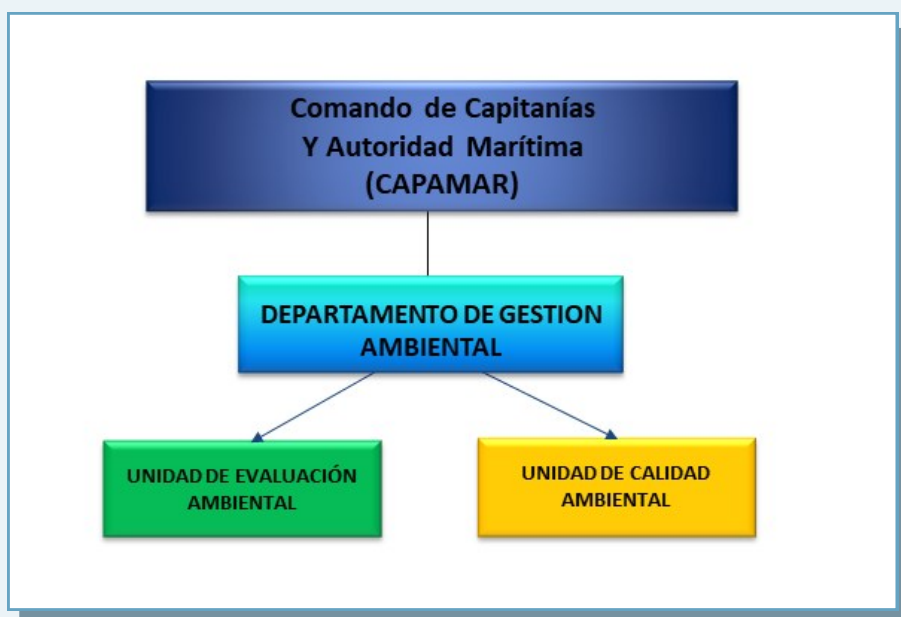 Comando de Capitanías
Y Autoridad Marítima
(CAPAMAR)
DEPARTAMENTO DE GESTION
AMBIENTAL
UNIDAD DE EVALUACIÓN
AMBIENTAL
UNIDAD DE CALIDAD
AMBIENTAL